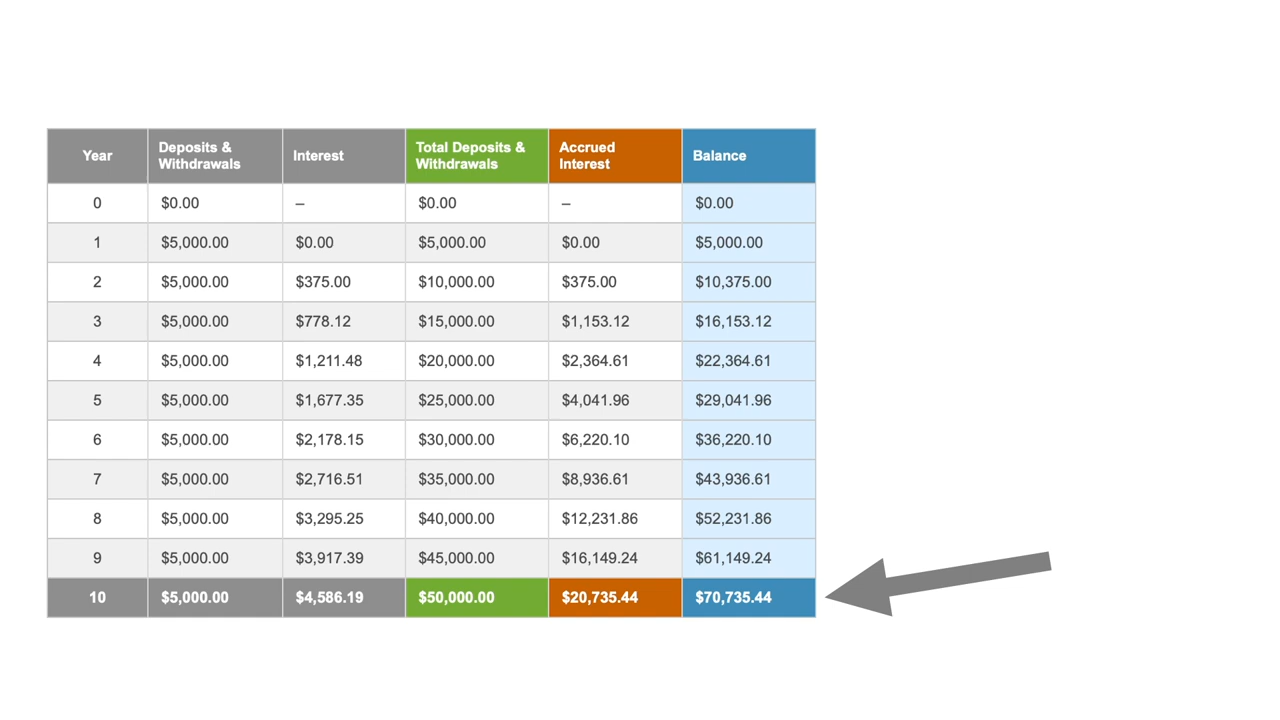 Year Deposits & Withdrawals Interest Total Deposits & Withdrawals Accrued Interest Balance
0 $0.00 – $0.00 – $0.00
1 $5,000.00 $0.00 $5,000.00 $0.00 $5,000.00
2 $5,000.00 $375.00 $10,000.00 $375.00 $10,375.00
3 $5,000.00 $778.12 $15,000.00 $1,153.12 $16,153.12
4 $5,000.00 $1,211.48 $20,000.00 $2,364.61 $22,364.61
5 $5,000.00 $1,677.35 $25,000.00 $4,041.96 $29,041.96
6 $5,000.00 $2,178.15 $30,000.00 $6,220.10 $36,220.10
7 $5,000.00 $2,716.51 $35,000.00 $8,936.61 $43,936.61
8 $5,000.00 $3,295.25 $40,000.00 $12,231.86 $52,231.86
9 $5,000.00 $3,917.39 $45,000.00 $16,149.24 $61,149.24
10 $5,000.00 $4,586.19 $50,000.00 $20,735.44 $70,735.44